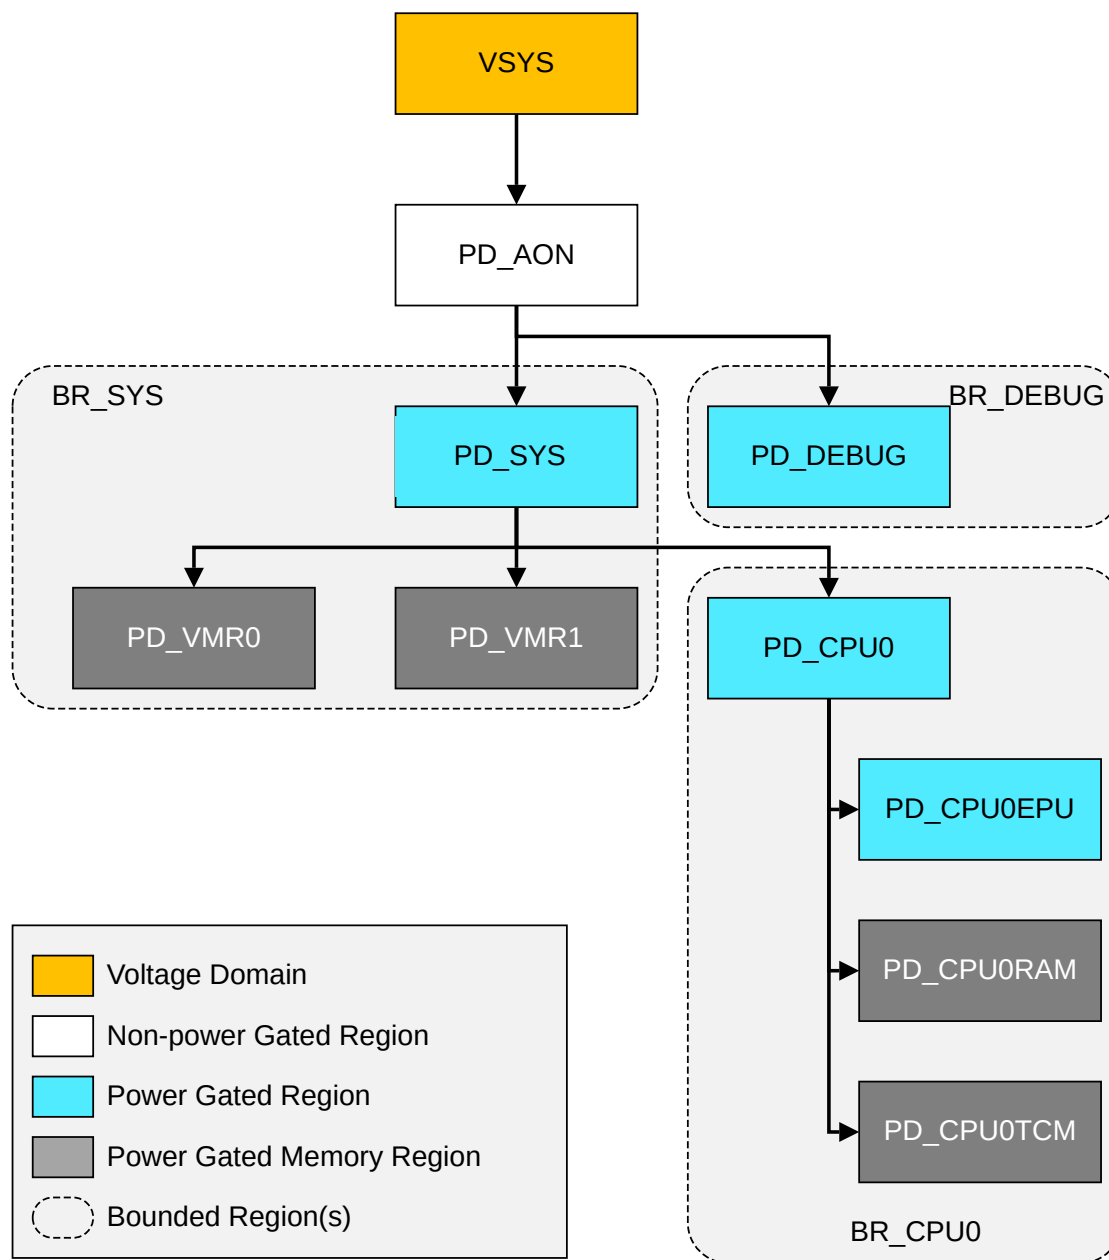 VSYS
PD_AON
BR_SYS
BR_DEBUG
PD_SYS
PD_DEBUG
PD_VMR0
PD_VMR1
PD_CPU0
PD_CPU0EPU
PD_CPU0RAM
PD_CPU0TCM
BR_CPU0
Voltage Domain
Non-power Gated Region
Power Gated Region
Power Gated Memory Region
Bounded Region(s)